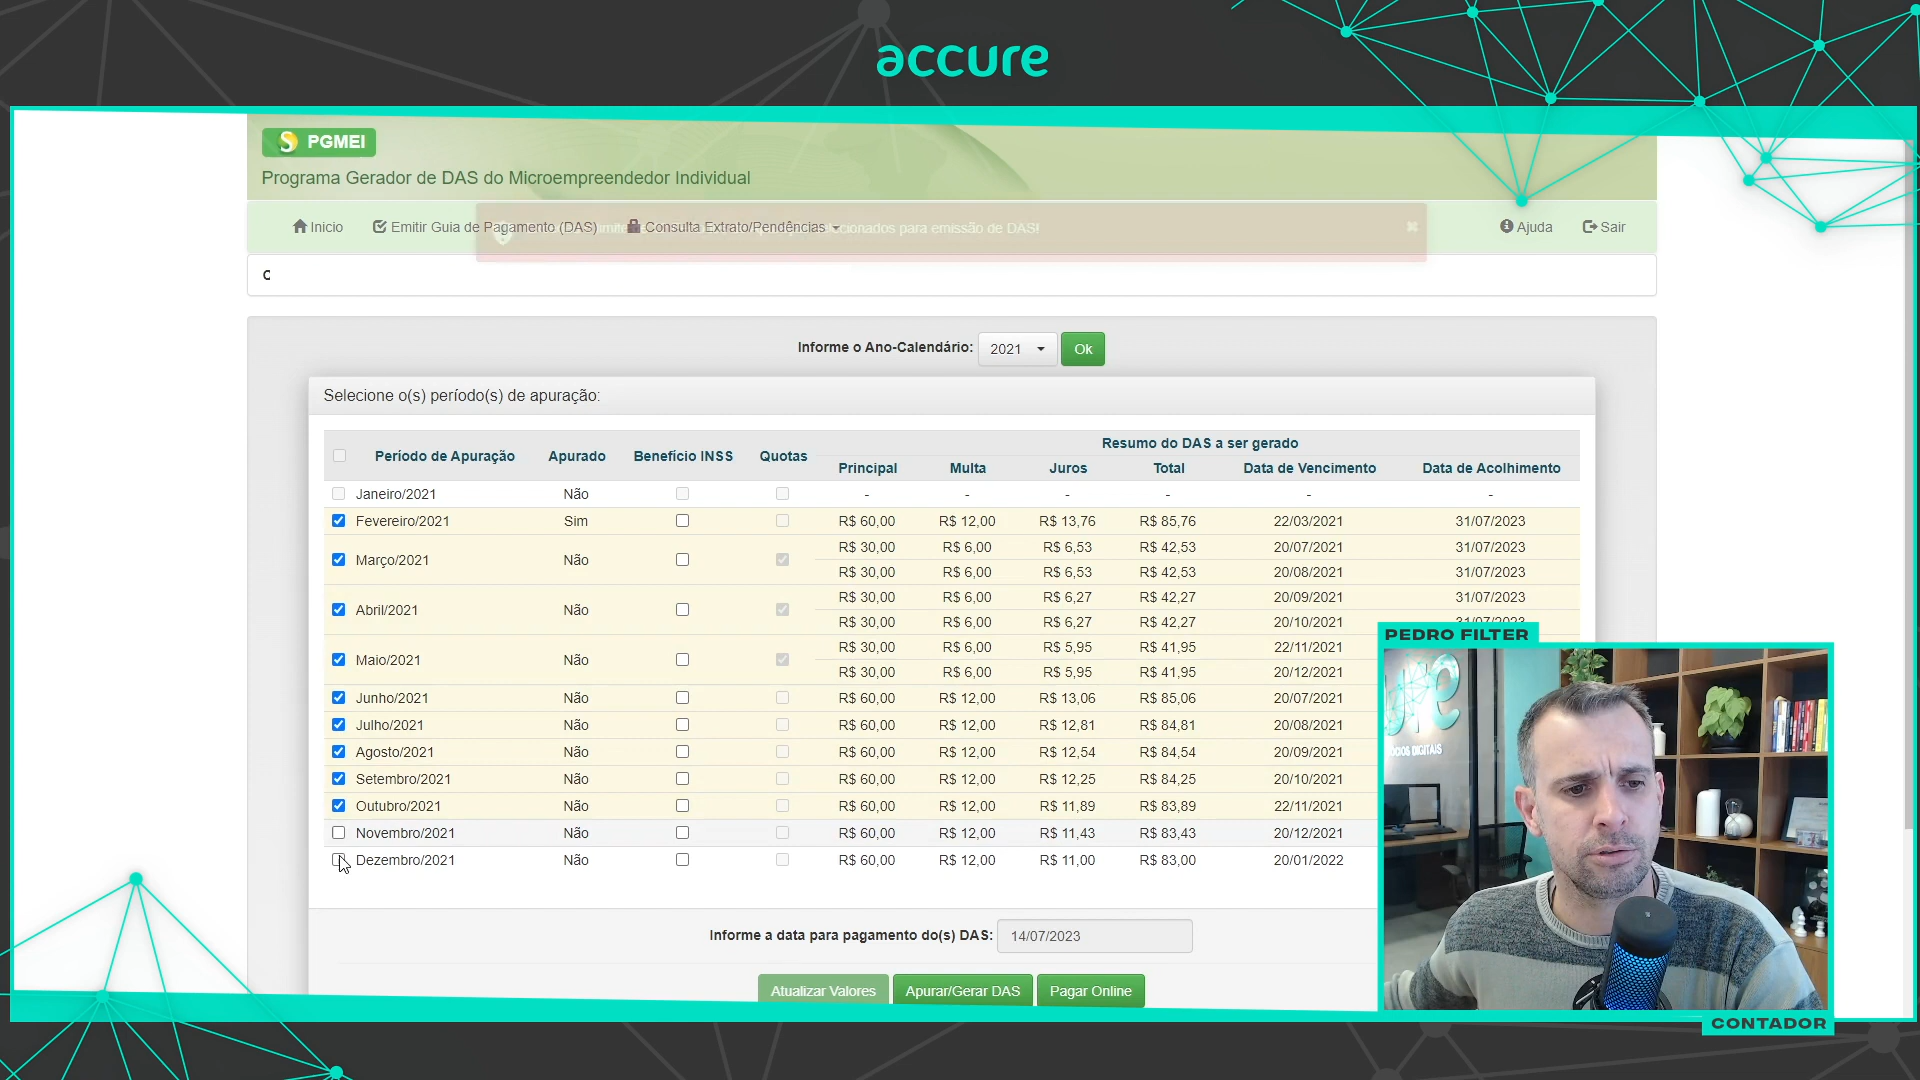 accure
PGMEI
Programa Gerador de DAS do Microempreendedor Individual
Inicio
Emitir Guia de Pagamento (DAS)
Consulta Extrato/Pendências
para emissão de DAS!
Ajuda
Sair
C
Informe o Ano-Calendário: 2021 Ok
Selecione o(s) período(s) de apuração:
Resumo do DAS a ser gerado
Período de Apuração Apurado Benefício INSS Quotas Principal Multa Juros Total Data de Vencimento Data de Acolhimento
Janeiro/2021 Não - - - - - -
Fevereiro/2021 Sim R$ 60,00 R$ 12,00 R$ 13,76 R$ 85,76 22/03/2021 31/07/2023
Março/2021 Não R$ 30,00 R$ 6,00 R$ 6,53 R$ 42,53 20/07/2021 31/07/2023
R$ 30,00 R$ 6,00 R$ 6,53 R$ 42,53 20/08/2021 31/07/2023
Abril/2021 Não R$ 30,00 R$ 6,00 R$ 6,27 R$ 42,27 20/09/2021 31/07/2023
R$ 30,00 R$ 6,00 R$ 6,27 R$ 42,27 20/10/2021 31/07/2023
Maio/2021 Não R$ 30,00 R$ 6,00 R$ 5,95 R$ 41,95 22/11/2021
R$ 30,00 R$ 6,00 R$ 5,95 R$ 41,95 20/12/2021
Junho/2021 Não R$ 60,00 R$ 12,00 R$ 13,06 R$ 85,06 20/07/2021
Julho/2021 Não R$ 60,00 R$ 12,00 R$ 12,81 R$ 84,81 20/08/2021
Agosto/2021 Não R$ 60,00 R$ 12,00 R$ 12,54 R$ 84,54 20/09/2021
Setembro/2021 Não R$ 60,00 R$ 12,00 R$ 12,25 R$ 84,25 20/10/2021
Outubro/2021 Não R$ 60,00 R$ 12,00 R$ 11,89 R$ 83,89 22/11/2021
Novembro/2021 Não R$ 60,00 R$ 12,00 R$ 11,43 R$ 83,43 20/12/2021
Dezembro/2021 Não R$ 60,00 R$ 12,00 R$ 11,00 R$ 83,00 20/01/2022
Informe a data para pagamento do(s) DAS: 14/07/2023
Atualizar Valores
Apurar/Gerar DAS
Pagar Online
PEDRO FILTER
CONTADOR